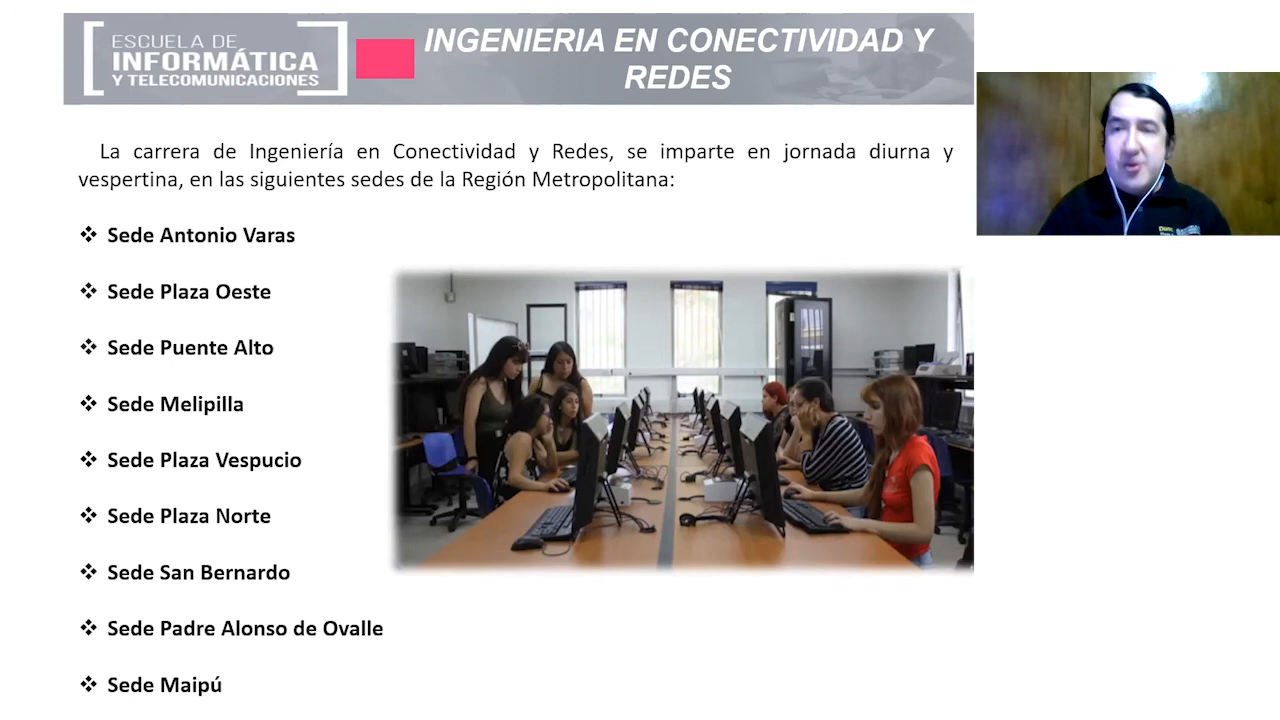 ESCUELA DE
INFORMÁTICA
Y TELECOMUNICACIONES
INGENIERIA EN CONECTIVIDAD Y
REDES
La carrera de Ingeniería en Conectividad y Redes, se imparte en jornada diurna y
vespertina, en las siguientes sedes de la Región Metropolitana:
❖ Sede Antonio Varas
❖ Sede Plaza Oeste
❖ Sede Puente Alto
❖ Sede Melipilla
❖ Sede Plaza Vespucio
❖ Sede Plaza Norte
❖ Sede San Bernardo
❖ Sede Padre Alonso de Ovalle
❖ Sede Maipú